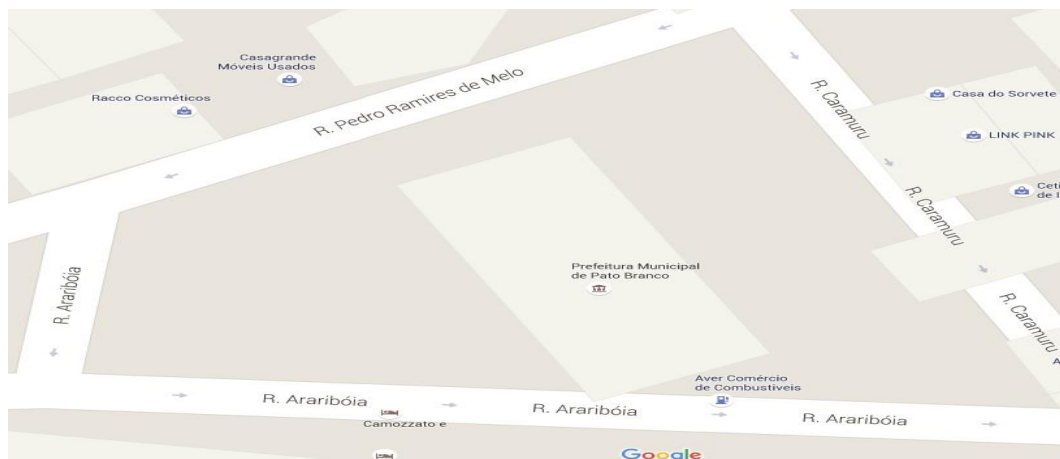 Casagrande
Móveis Usados
Racco Cosméticos
R. Pedro Ramires de Melo
R. Caramuru
Casa do Sorvete
LINK PINK
R. Caramuru
R. Araribóia
Prefeitura Municipal
de Pato Branco
R. Caramuru
Aver Comércio
de Combustíveis
R. Araribóia
R. Araribóia
R. Araribóia
Camozzato e
Google